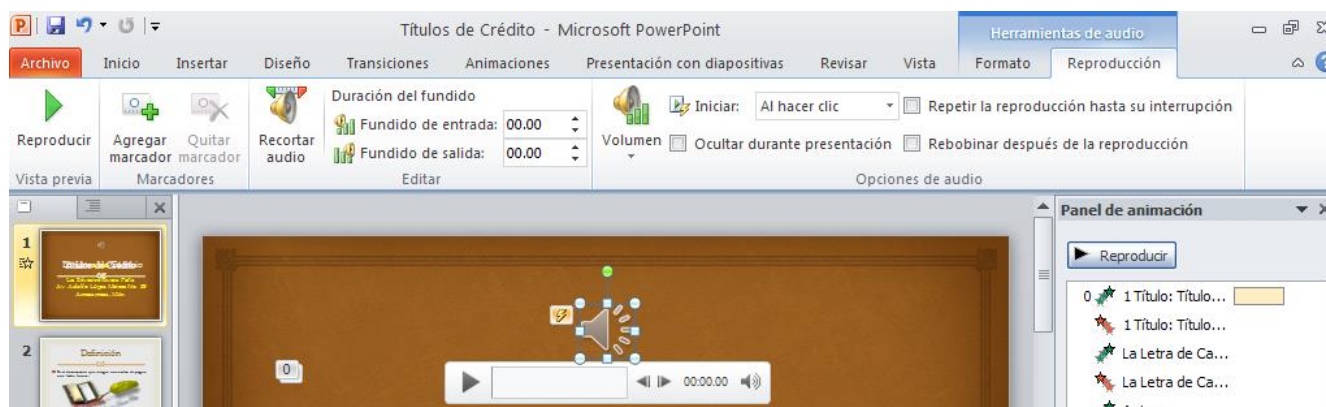 Títulos de Crédito - Microsoft PowerPoint
Herramientas de audio
Archivo Inicio Insertar Diseño Transiciones Animaciones Presentación con diapositivas Revisar Vista Formato Reproducción
Reproducir
Vista previa
Agregar marcador
Quitar marcador
Marcadores
Recortar audio
Duración del fundido
Fundido de entrada: 00.00
Fundido de salida: 00.00
Editar
Volumen
Iniciar: Al hacer clic
Ocultar durante presentación
Repetir la reproducción hasta su interrupción
Rebobinar después de la reproducción
Opciones de audio
1
2
Definición
0
00:00.00
Panel de animación
Reproducir
0 1 Título: Título...
1 Título: Título...
La Letra de Ca...
La Letra de Ca...